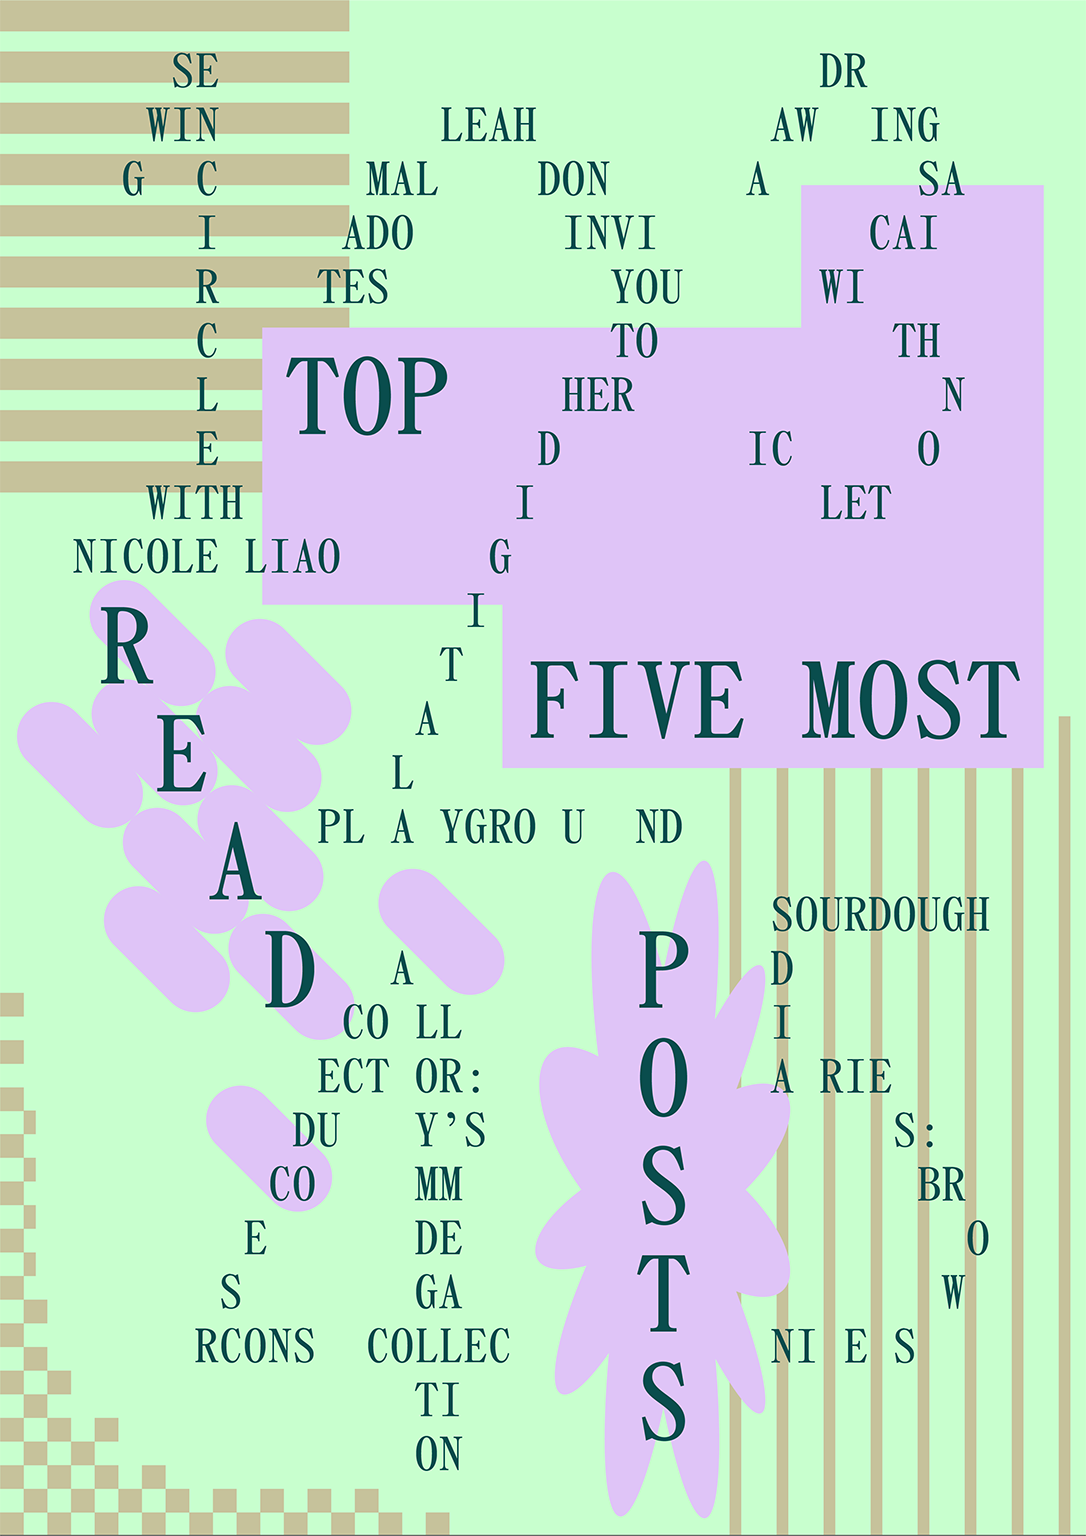 TOP
FIVE MOST
R
E
A
D
P
O
S
T
S
SE
WIN
G C
I
R
C
L
E
WITH
NICOLE LIAO
LEAH
MAL DON
ADO INVI
TES YOU
TO
HER
D
I
G
I
T
A
L
PL A YGRO U ND
DR
AW ING
A SA
CAI
WI
TH
N
IC O
LET
A
CO LL
ECT OR:
DU Y’S
CO MM
E DE
S GA
RCONS COLLEC
TI
ON
SOURDOUGH
D
I
A RIE
S:
BR
O
W
NI E S